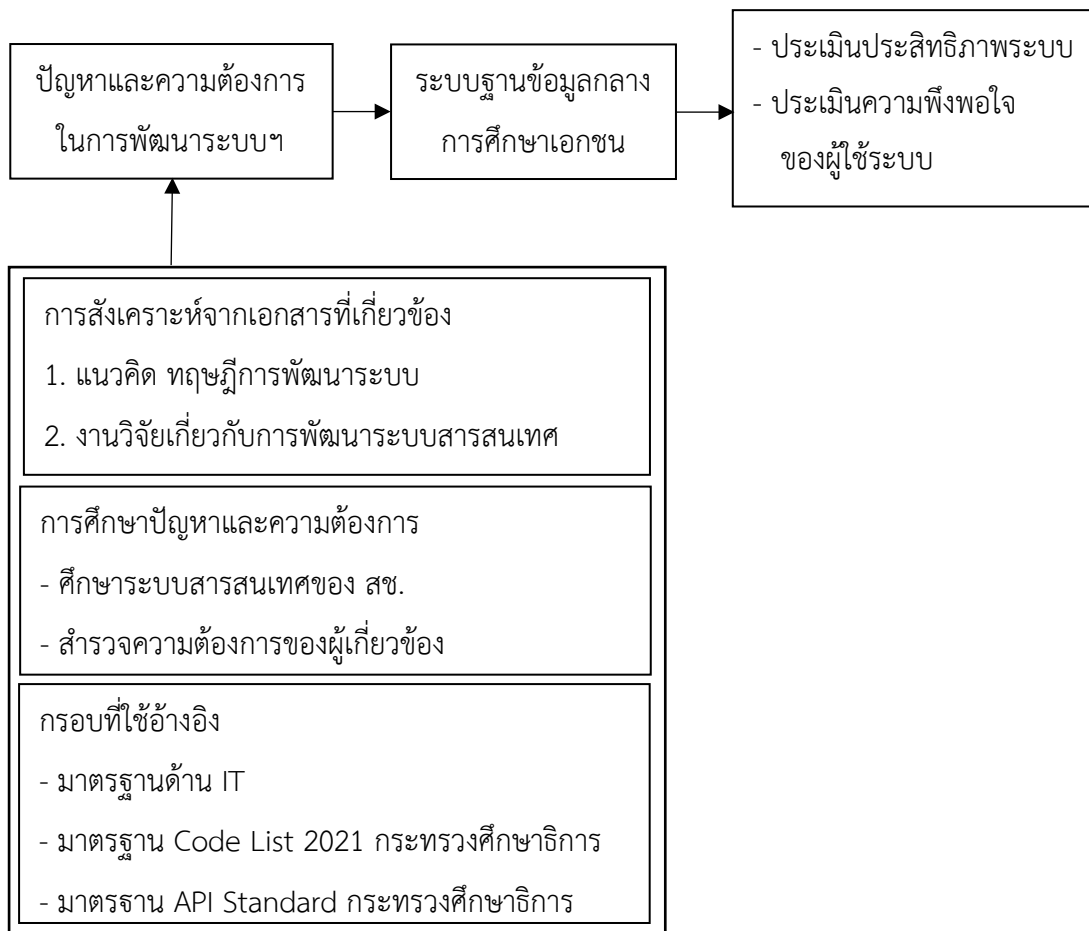 ปัญหาและความต้องการ
ในการพัฒนาระบบฯ
ระบบฐานข้อมูลกลาง
การศึกษาเอกชน
- ประเมินประสิทธิภาพระบบ
- ประเมินความพึงพอใจ
ของผู้ใช้ระบบ
การสังเคราะห์จากเอกสารที่เกี่ยวข้อง
1. แนวคิด ทฤษฎีการพัฒนาระบบ
2. งานวิจัยเกี่ยวกับการพัฒนาระบบสารสนเทศ
การศึกษาปัญหาและความต้องการ
- ศึกษาระบบสารสนเทศของ สช.
- สำรวจความต้องการของผู้เกี่ยวข้อง
กรอบที่ใช้อ้างอิง
- มาตรฐานด้าน IT
- มาตรฐาน Code List 2021 กระทรวงศึกษาธิการ
- มาตรฐาน API Standard กระทรวงศึกษาธิการ